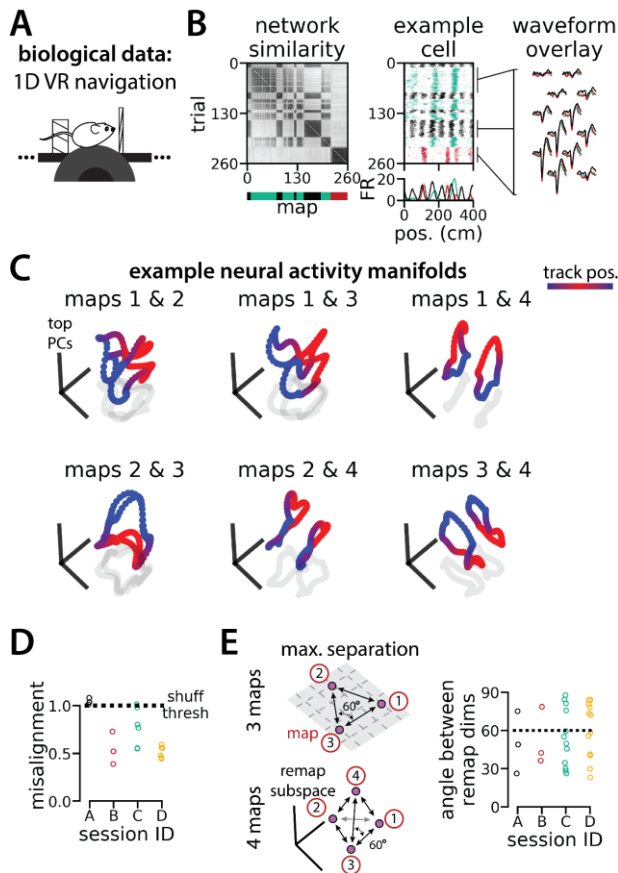 A
biological data:
1D VR navigation
B
network
similarity
trial
0
130
260
0
130
260
map
example
cell
0
130
260
FR
20
0
0
200
400
pos. (cm)
waveform
overlay
C
example neural activity manifolds
track pos.
maps 1 & 2
maps 1 & 3
maps 1 & 4
top
PCs
maps 2 & 3
maps 2 & 4
maps 3 & 4
D
misalignment
1.0
0.5
0.0
shuff
thresh
A B C D
session ID
E
max. separation
3 maps
2
1
60°
map
3
4 maps
remap
subspace
4
2
1
60°
3
angle between
remap dims
90
60
30
0
A B C D
session ID